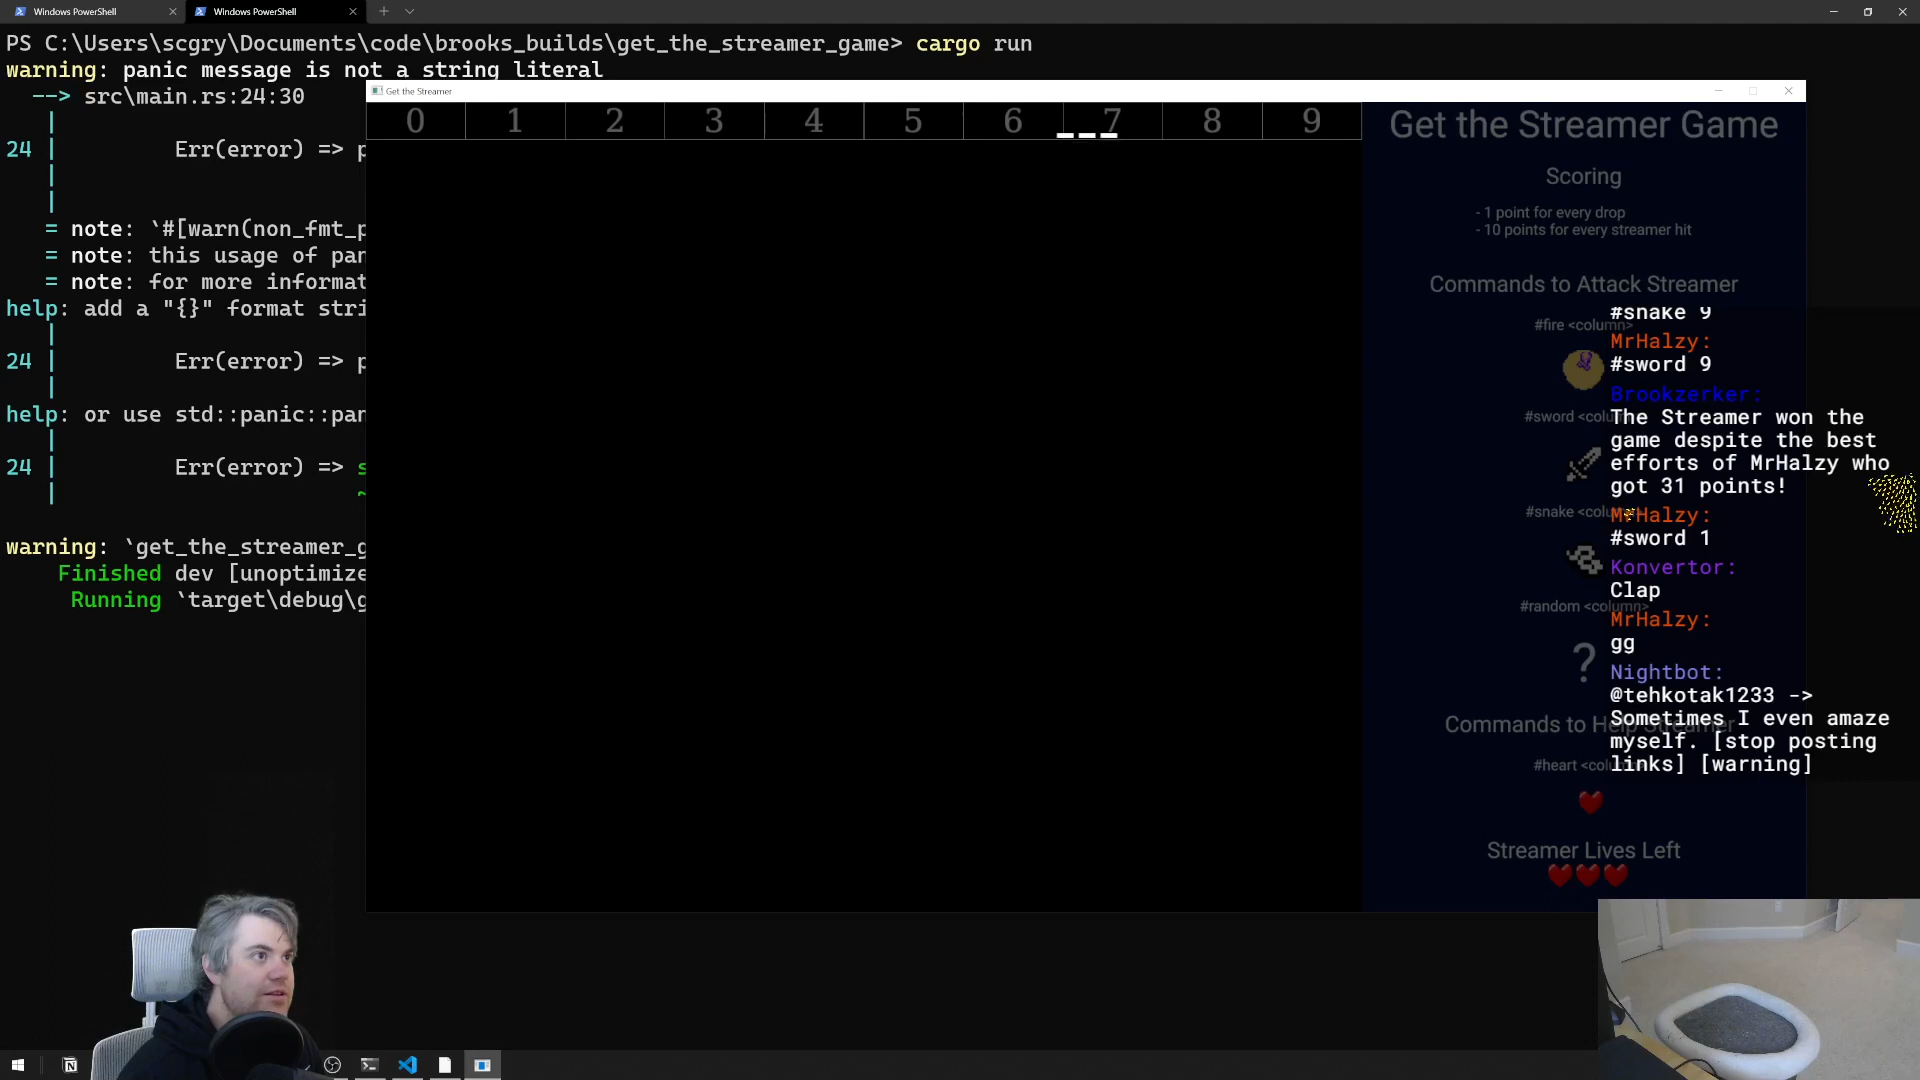 Windows PowerShell
Windows PowerShell
PS C:\Users\scgry\Documents\code\brooks_builds\get_the_streamer_game> cargo run
warning: panic message is not a string literal
--> src\main.rs:24:30
|
24 | Err(error) => p
|
|
= note: `#[warn(non_fmt_p
= note: this usage of pan
= note: for more informat
help: add a "{}" format stri
|
24 | Err(error) => p
|
help: or use std::panic::pan
|
24 | Err(error) => s
| ~
warning: `get_the_streamer_g
Finished dev [unoptimize
Running `target\debug\g
Get the Streamer
0 1 2 3 4 5 6 7 8 9
Get the Streamer Game
Scoring
- 1 point for every drop
- 10 points for every streamer hit
Commands to Attack Streamer
#fire <column>
#sword <colu
#snake <colu
#random <column>
?
Commands to Help Streamer
#heart <colu
Streamer Lives Left
#snake 9
MrHalzy:
#sword 9
Brookzerker:
The Streamer won the
game despite the best
efforts of MrHalzy who
got 31 points!
MrHalzy:
#sword 1
Konvertor:
Clap
MrHalzy:
gg
Nightbot:
@tehkotak1233 ->
Sometimes I even amaze
myself. [stop posting
links] [warning]